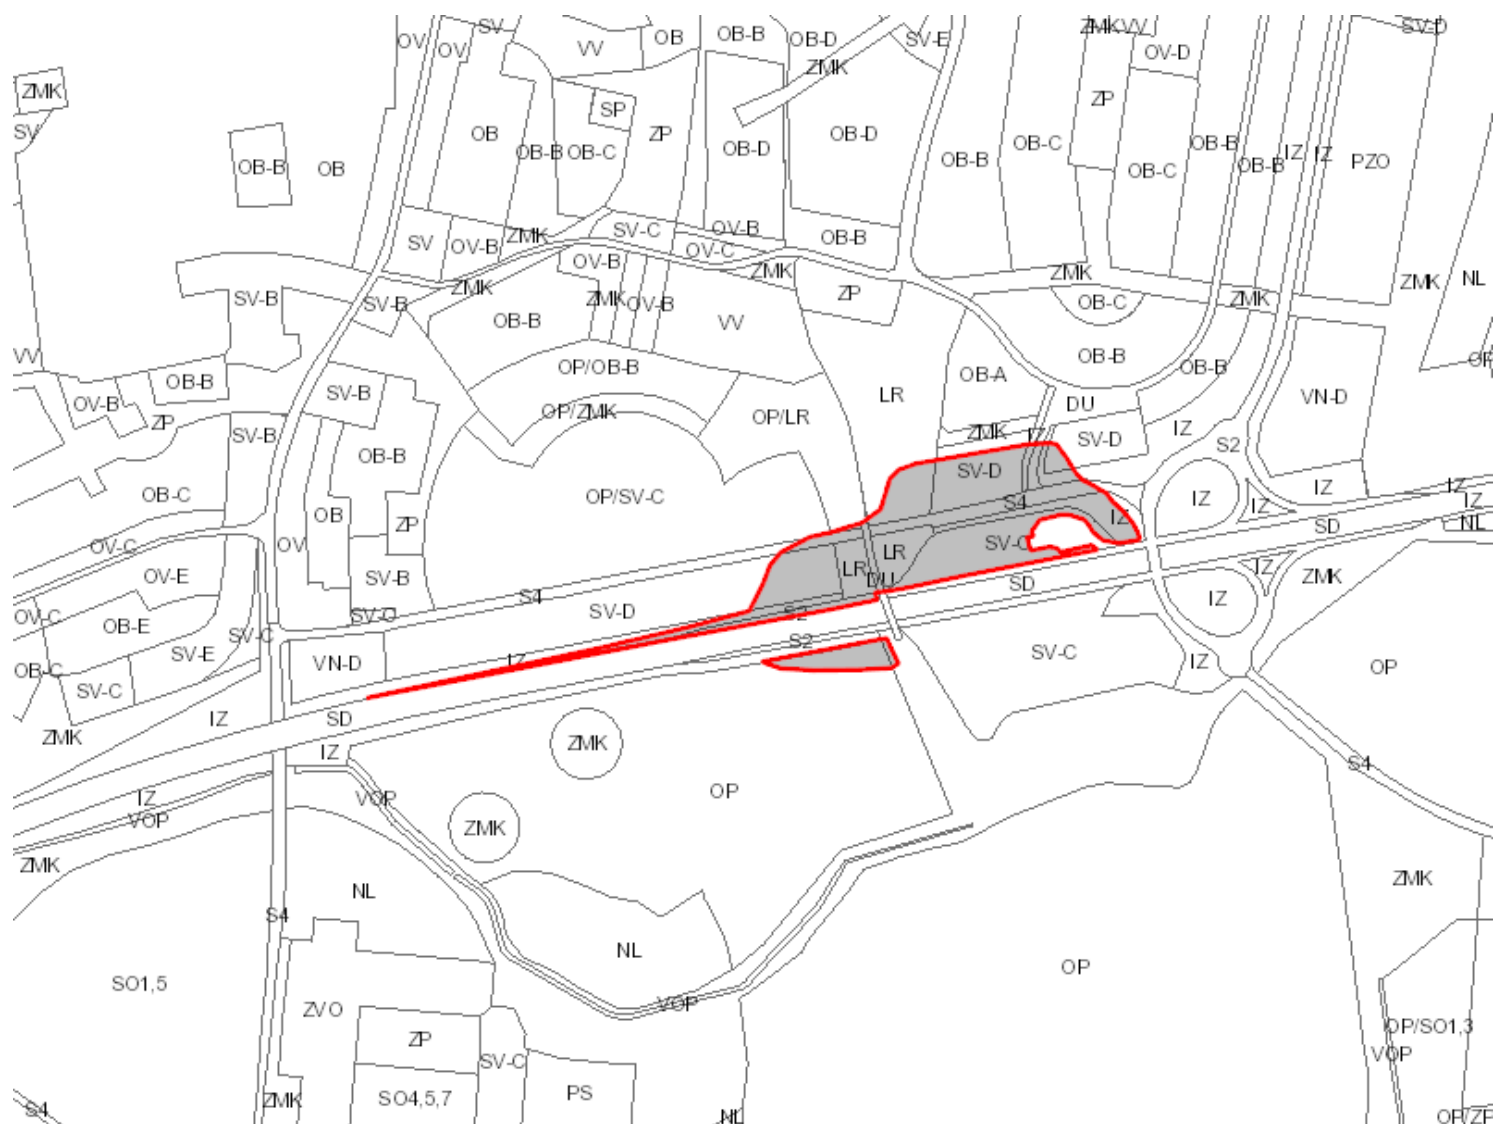 SV
OV
OV
VV
OB
OB-B
OB-D
SV-E
ZMKVV
OV-D
SV-D
ZMK
ZMK
ZP
SP
SV
OB
ZP
OB-D
OB-D
OB-B
OB-C
OB-B
OB-C
OB-B
OB-B
IZ
IZ
PZO
OB-B
OB
OB-C
SV
OV-B
ZMK
SV-C
OV-B
OV-C
OB-B
OV-B
ZMK
ZMK
ZMK
NL
ZMK
SV-B
SV-B
ZMK
OV-B
ZP
OB-C
ZMK
OB-B
VV
VV
OB-B
OB-B
OP
OP/OB-B
OB-A
OB-B
OB-B
SV-B
LR
VN-D
OV-B
ZP
OP/ZMK
OP/LR
DU
SV-B
ZMK
IZ
SV-D
IZ
S2
OB-B
SV-D
OB-C
OP/SV-C
IZ
IZ
IZ
IZ
S4
IZ
OB
ZP
IZ
SD
NL
OV-C
OV
SV-C
LR
OV-E
SV-B
LR
DU
SD
IZ
ZMK
OV-C
SV-C
S4
SV-D
S2
IZ
OB-E
SV-C
S2
SV-E
VN-D
IZ
SV-C
IZ
OB-C
OP
SV-C
IZ
SD
ZMK
IZ
ZMK
S4
VOP
OP
IZ
VOP
ZMK
ZMK
NL
ZMK
S4
NL
SO1,5
OP
ZVO
VOP
OP/SO1,3
ZP
SV-C
VOP
PS
SO4,5,7
ZMK
S4
NL
OP/ZP